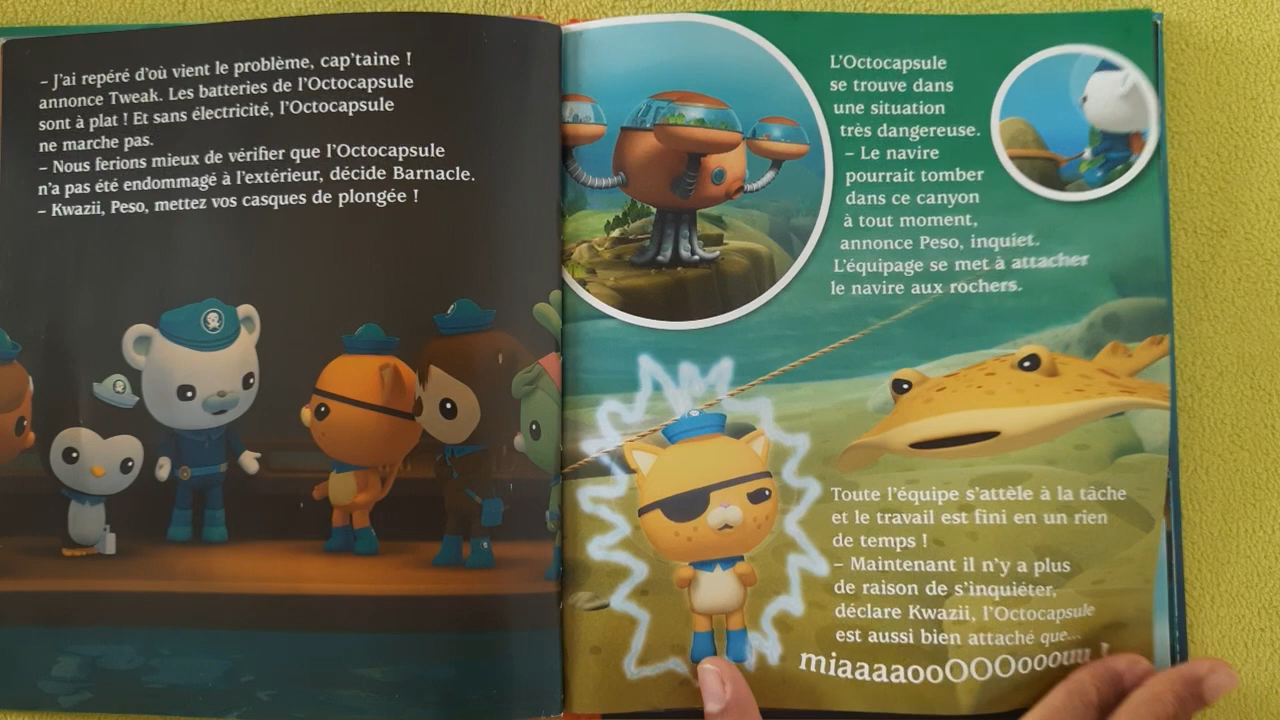 – J'ai repéré d'où vient le problème, cap'taine !
annonce Tweak. Les batteries de l'Octocapsule
sont à plat ! Et sans électricité, l'Octocapsule
ne marche pas.
– Nous ferions mieux de vérifier que l'Octocapsule
n'a pas été endommagé à l'extérieur, décide Barnacle.
– Kwazii, Peso, mettez vos casques de plongée !
L'Octocapsule
se trouve dans
une situation
très dangereuse.
– Le navire
pourrait tomber
dans ce canyon
à tout moment,
annonce Peso, inquiet.
L'équipage se met à attacher
le navire aux rochers.
Toute l'équipe s'attèle à la tâche
et le travail est fini en un rien
de temps !
– Maintenant il n'y a plus
de raison de s'inquiéter,
déclare Kwazii, l'Octocapsule
est aussi bien attaché que...
miaaaaooOOOooouu !